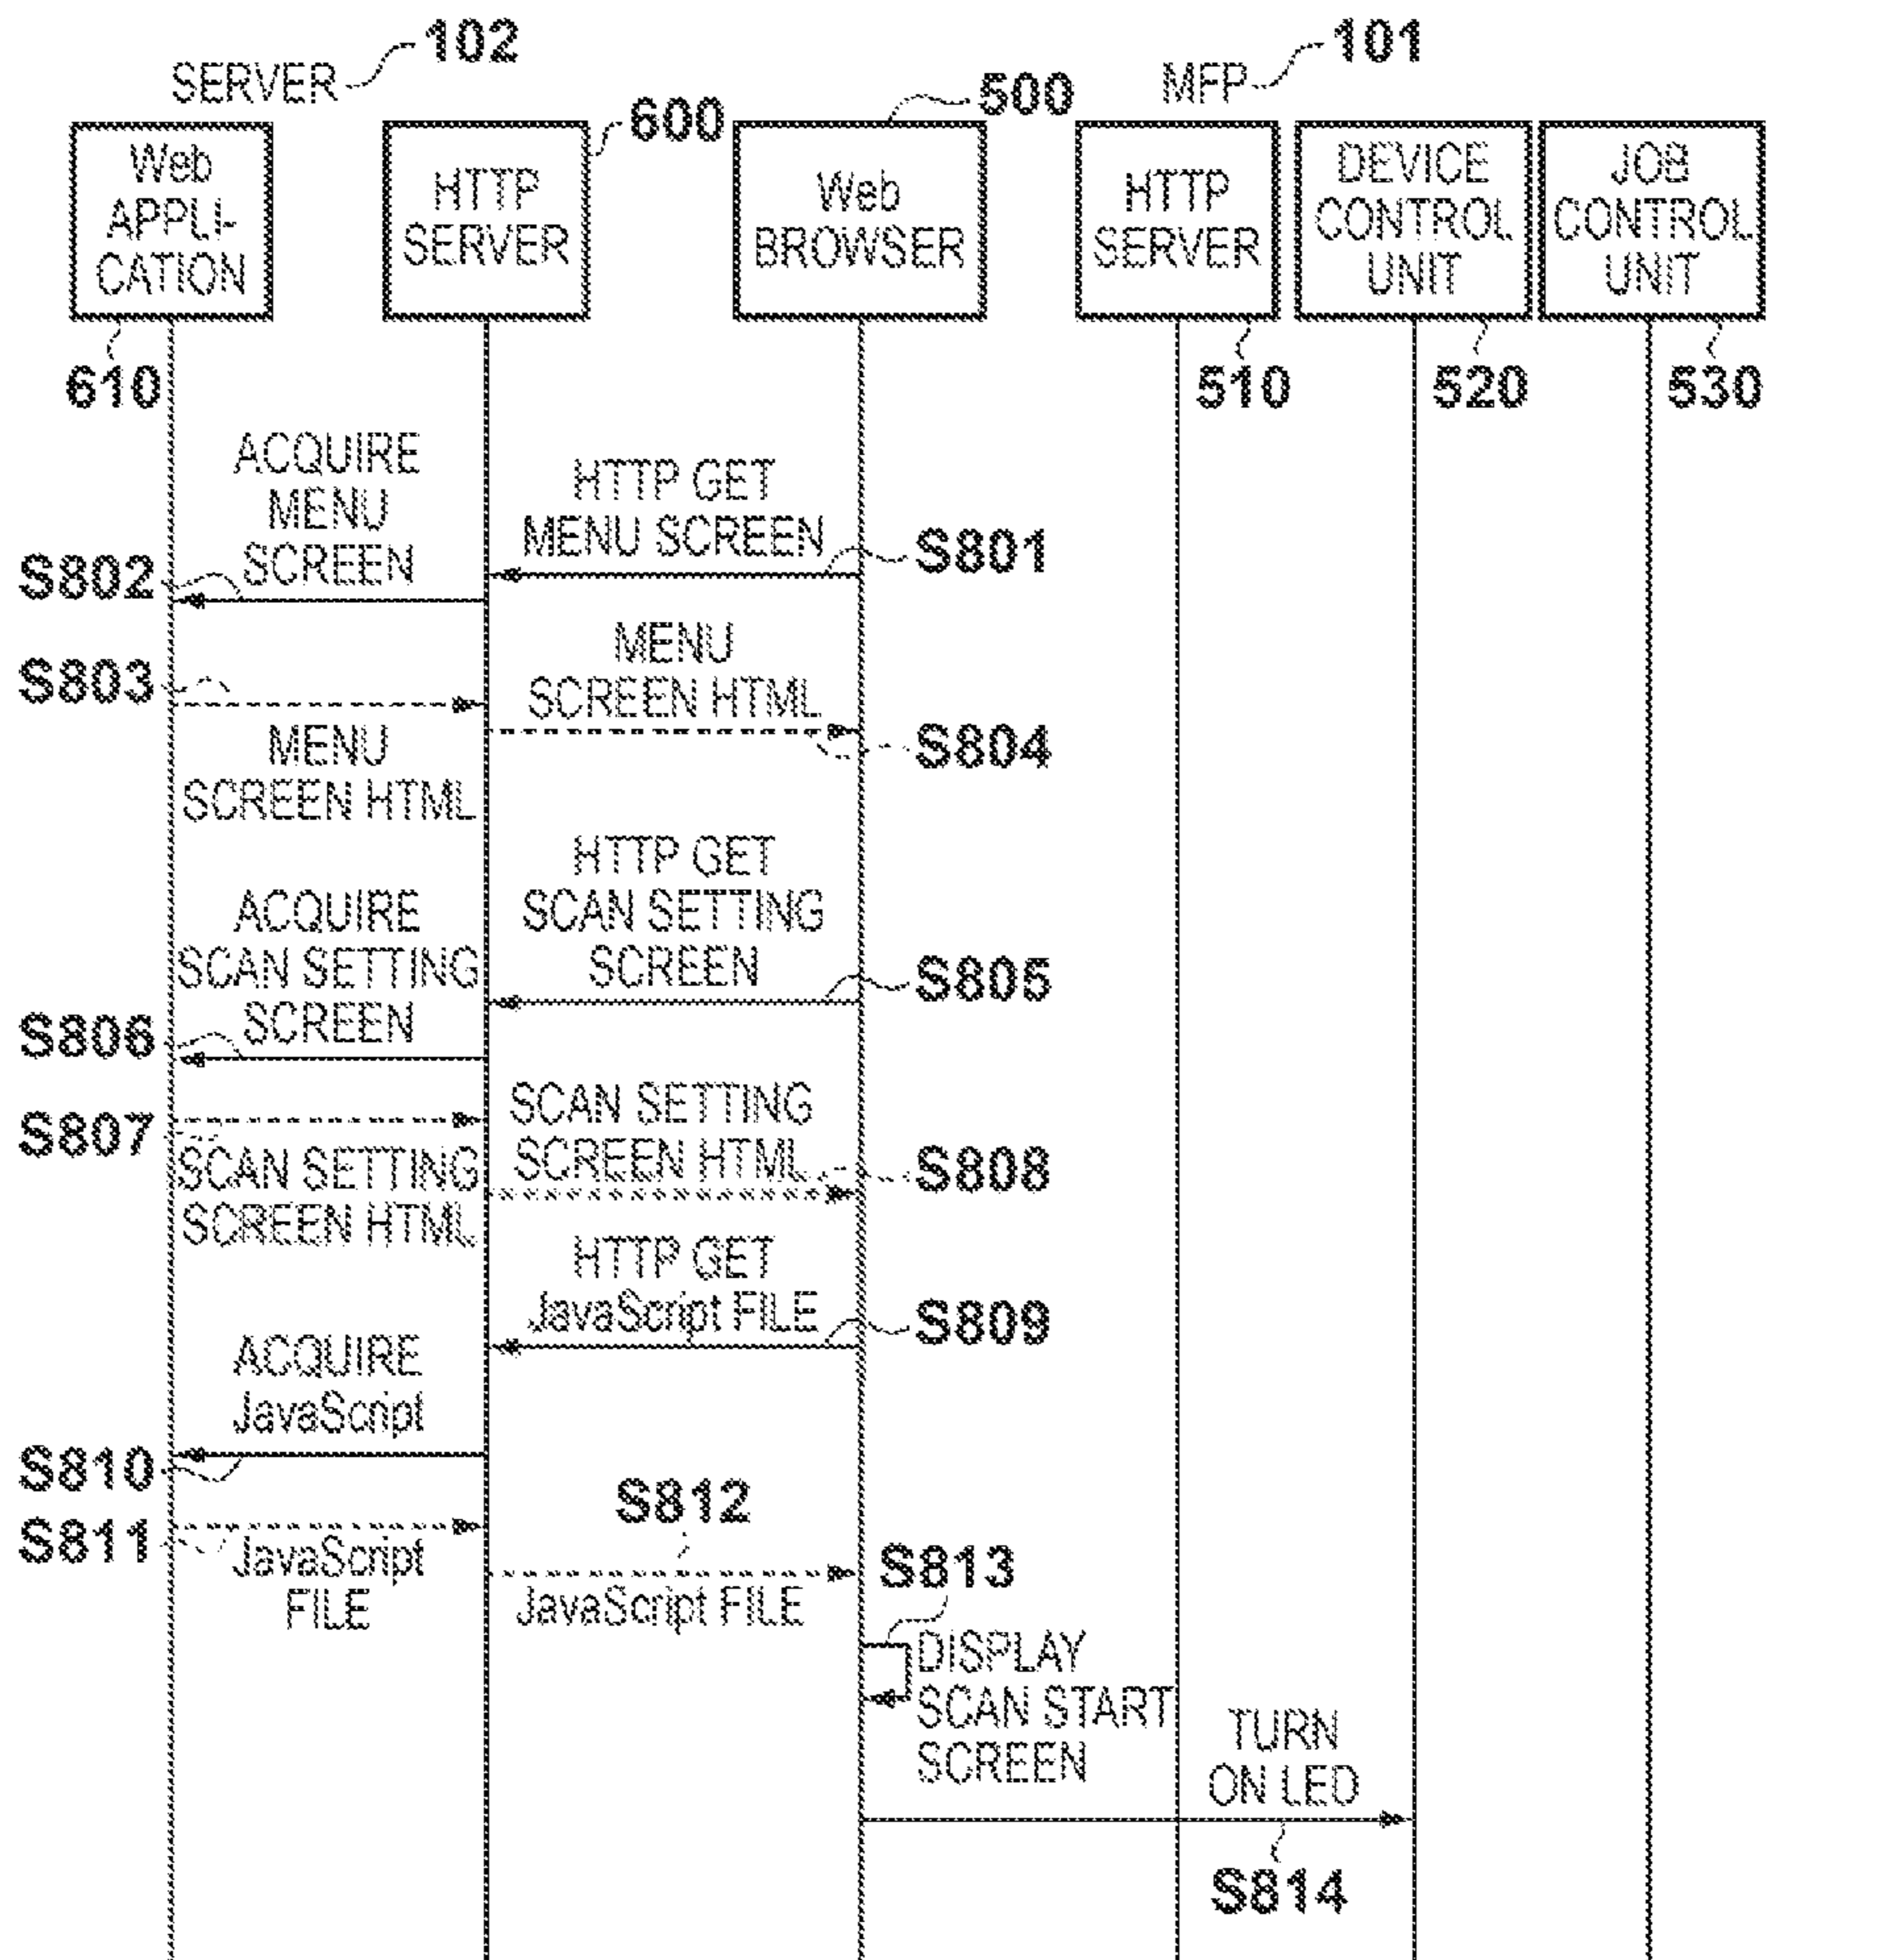 SERVER 102
MFP 101
600
500
Web
APPLI-
CATION
HTTP
SERVER
Web
BROWSER
HTTP
SERVER
DEVICE
CONTROL
UNIT
JOB
CONTROL
UNIT
610
510
520
530
ACQUIRE
MENU
SCREEN
S802
HTTP GET
MENU SCREEN
S801
S803
MENU
SCREEN HTML
MENU
SCREEN HTML
S804
HTTP GET
SCAN SETTING
SCREEN
S805
ACQUIRE
SCAN SETTING
SCREEN
S806
S807
SCAN SETTING
SCREEN HTML
SCAN SETTING
SCREEN HTML
S808
HTTP GET
JavaScript FILE
S809
ACQUIRE
JavaScript
S810
S811
JavaScript
FILE
S812
JavaScript FILE
S813
DISPLAY
SCAN START
SCREEN
TURN
ON LED
S814